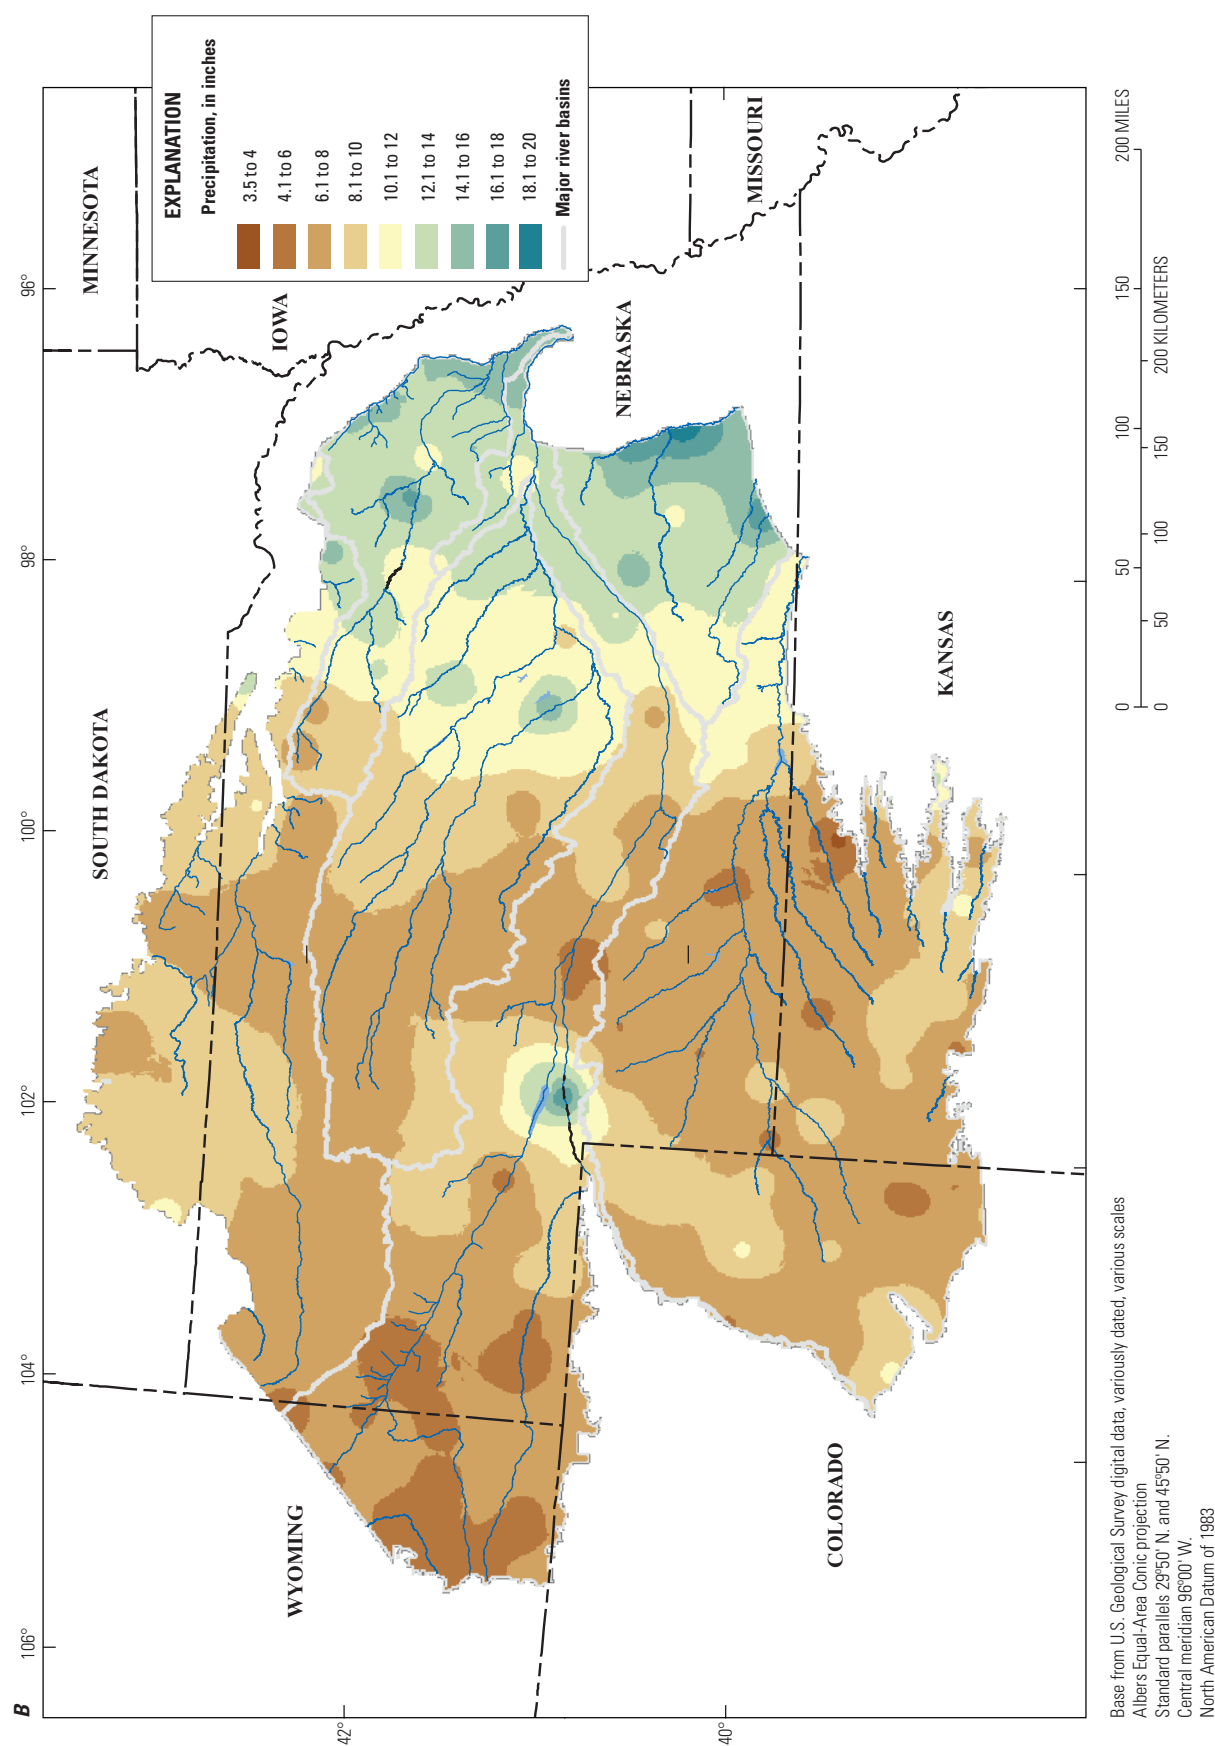 B
106°
104°
102°
100°
98°
96°
42°
40°
SOUTH DAKOTA
MINNESOTA
WYOMING
IOWA
NEBRASKA
MISSOURI
COLORADO
KANSAS
EXPLANATION
Precipitation, in inches
3.5 to 4
4.1 to 6
6.1 to 8
8.1 to 10
10.1 to 12
12.1 to 14
14.1 to 16
16.1 to 18
18.1 to 20
Major river basins
Base from U.S. Geological Survey digital data, variously dated, various scales
Albers Equal-Area Conic projection
Standard parallels 29°50' N. and 45°50' N.
Central meridian 96°00' W.
North American Datum of 1983
0 50 100 150 200 MILES
0 50 100 150 200 KILOMETERS